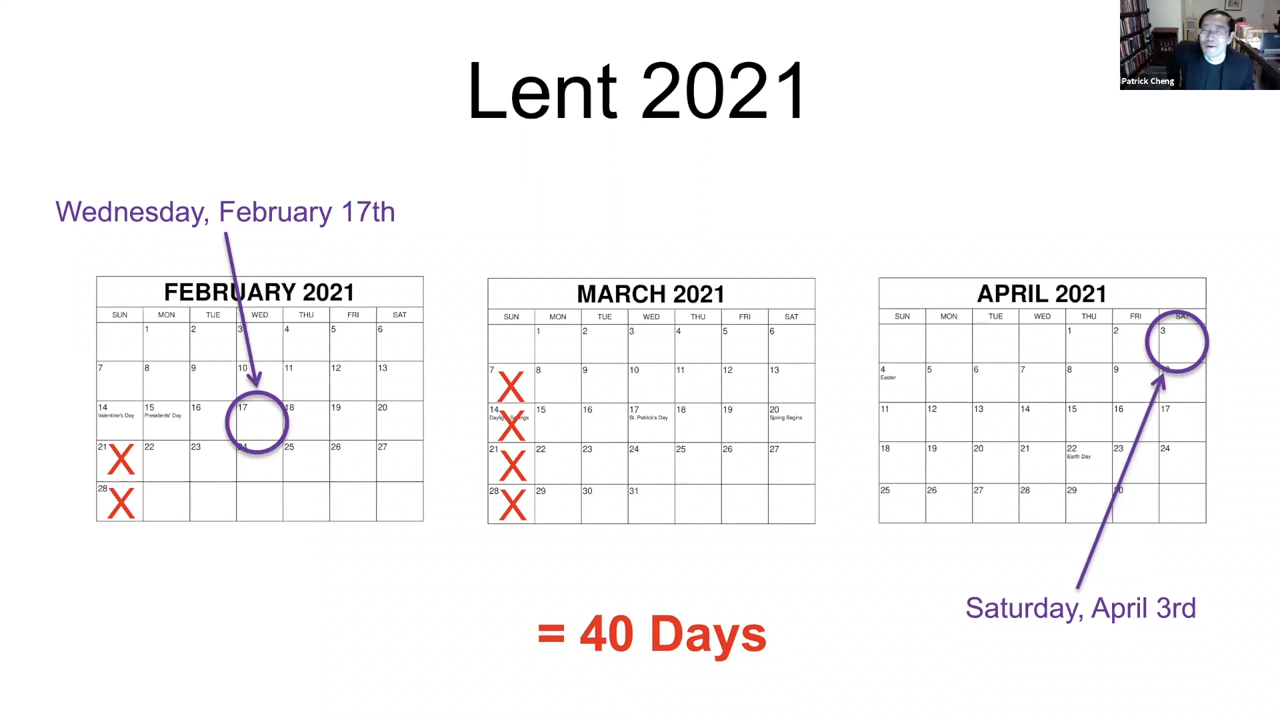 Patrick Cheng
Lent 2021
Wednesday, February 17th
FEBRUARY 2021
SUN MON TUE WED THU FRI SAT
1 2 3 4 5 6
7 8 9 10 11 12 13
14 15 16 17 18 19 20
Valentine's Day Presidents' Day
21 22 23 24 25 26 27
28
X
X
MARCH 2021
SUN MON TUE WED THU FRI SAT
1 2 3 4 5 6
7 8 9 10 11 12 13
14 15 16 17 18 19 20
St. Patrick's Day Spring Begins
21 22 23 24 25 26 27
28 29 30 31
X
X
X
X
APRIL 2021
SUN MON TUE WED THU FRI SAT
1 2 3
4 5 6 7 8 9 10
Easter
11 12 13 14 15 16 17
18 19 20 21 22 23 24
Earth Day
25 26 27 28 29 30
Saturday, April 3rd
= 40 Days